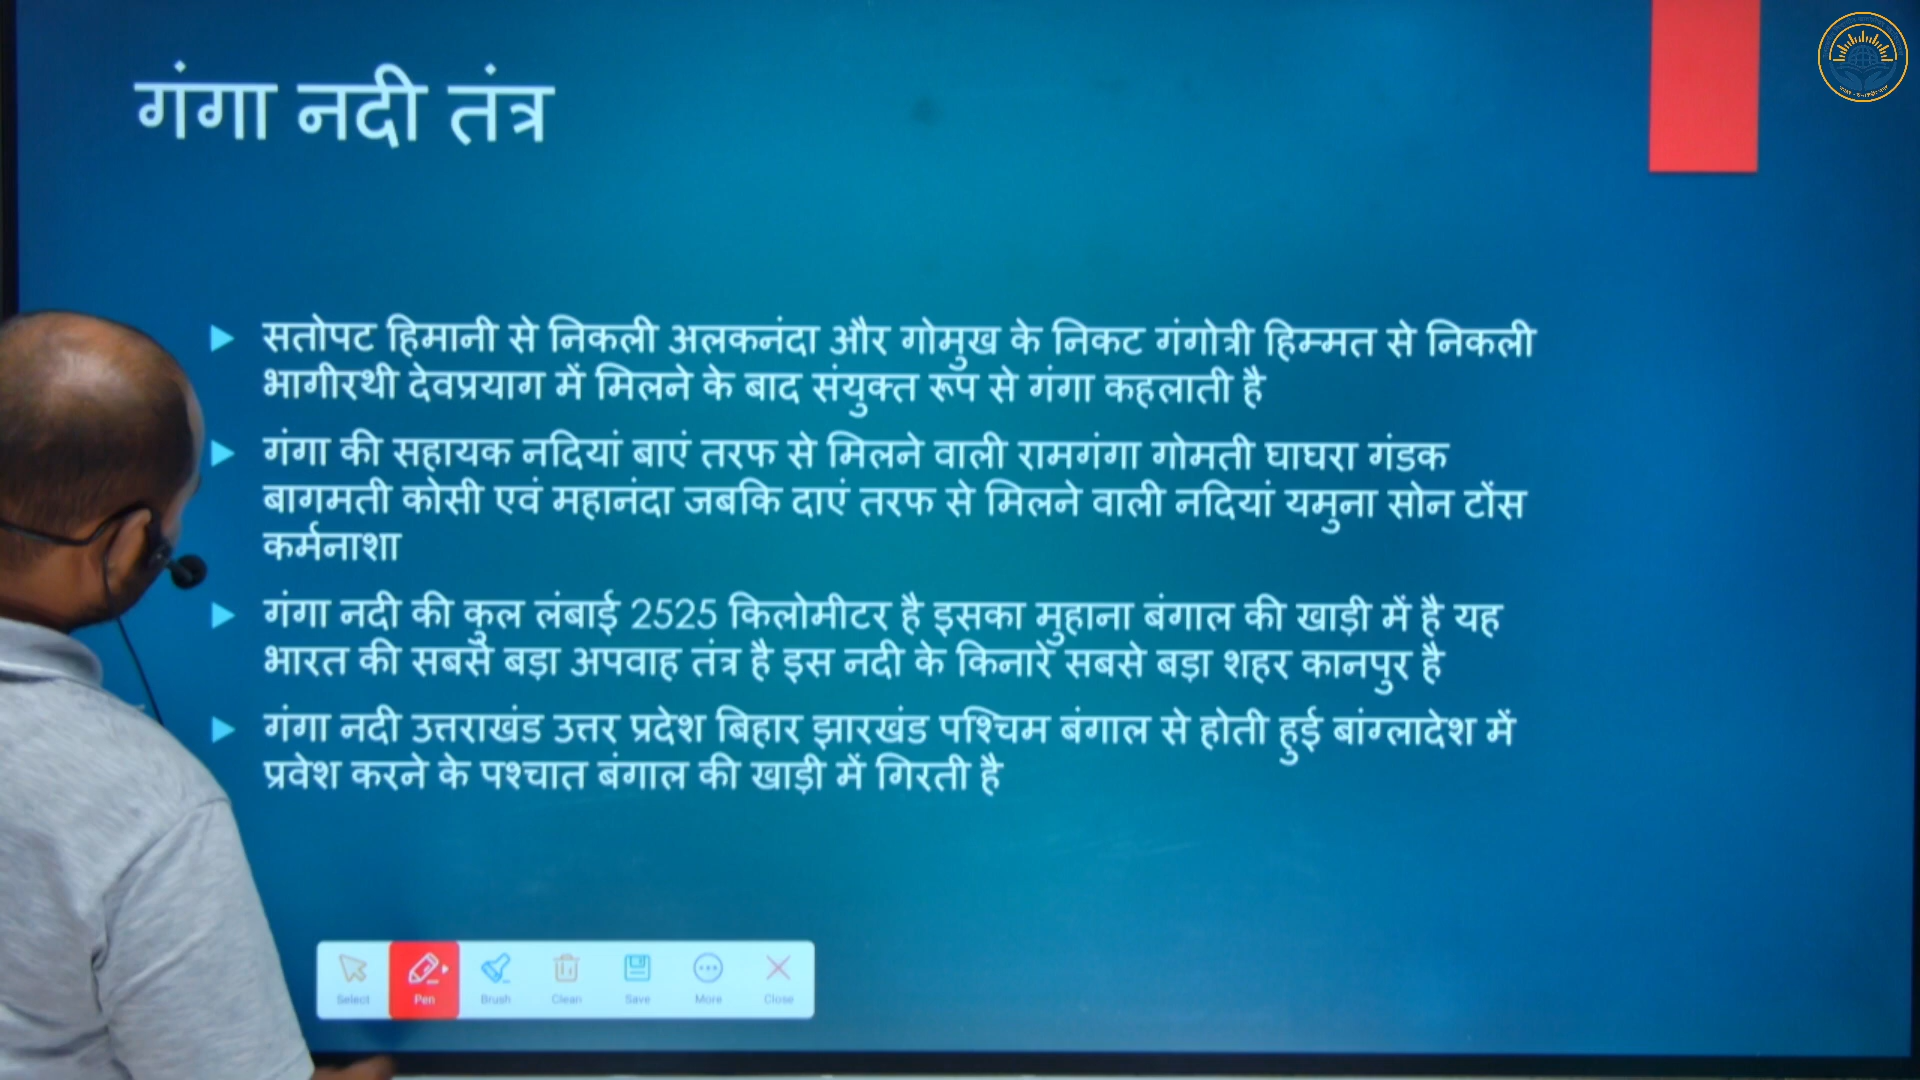 गंगा नदी तंत्र
सतोपट हिमानी से निकली अलकनंदा और गोमुख के निकट गंगोत्री हिम्मत से निकली
भागीरथी देवप्रयाग में मिलने के बाद संयुक्त रूप से गंगा कहलाती है
गंगा की सहायक नदियां बाएं तरफ से मिलने वाली रामगंगा गोमती घाघरा गंडक
बागमती कोसी एवं महानंदा जबकि दाएं तरफ से मिलने वाली नदियां यमुना सोन टोंस
कर्मनाशा
गंगा नदी की कुल लंबाई 2525 किलोमीटर है इसका मुहाना बंगाल की खाड़ी में है यह
भारत की सबसे बड़ा अपवाह तंत्र है इस नदी के किनारे सबसे बड़ा शहर कानपुर है
गंगा नदी उत्तराखंड उत्तर प्रदेश बिहार झारखंड पश्चिम बंगाल से होती हुई बांग्लादेश में
प्रवेश करने के पश्चात बंगाल की खाड़ी में गिरती है
Select Pen Brush Clean Save More Close